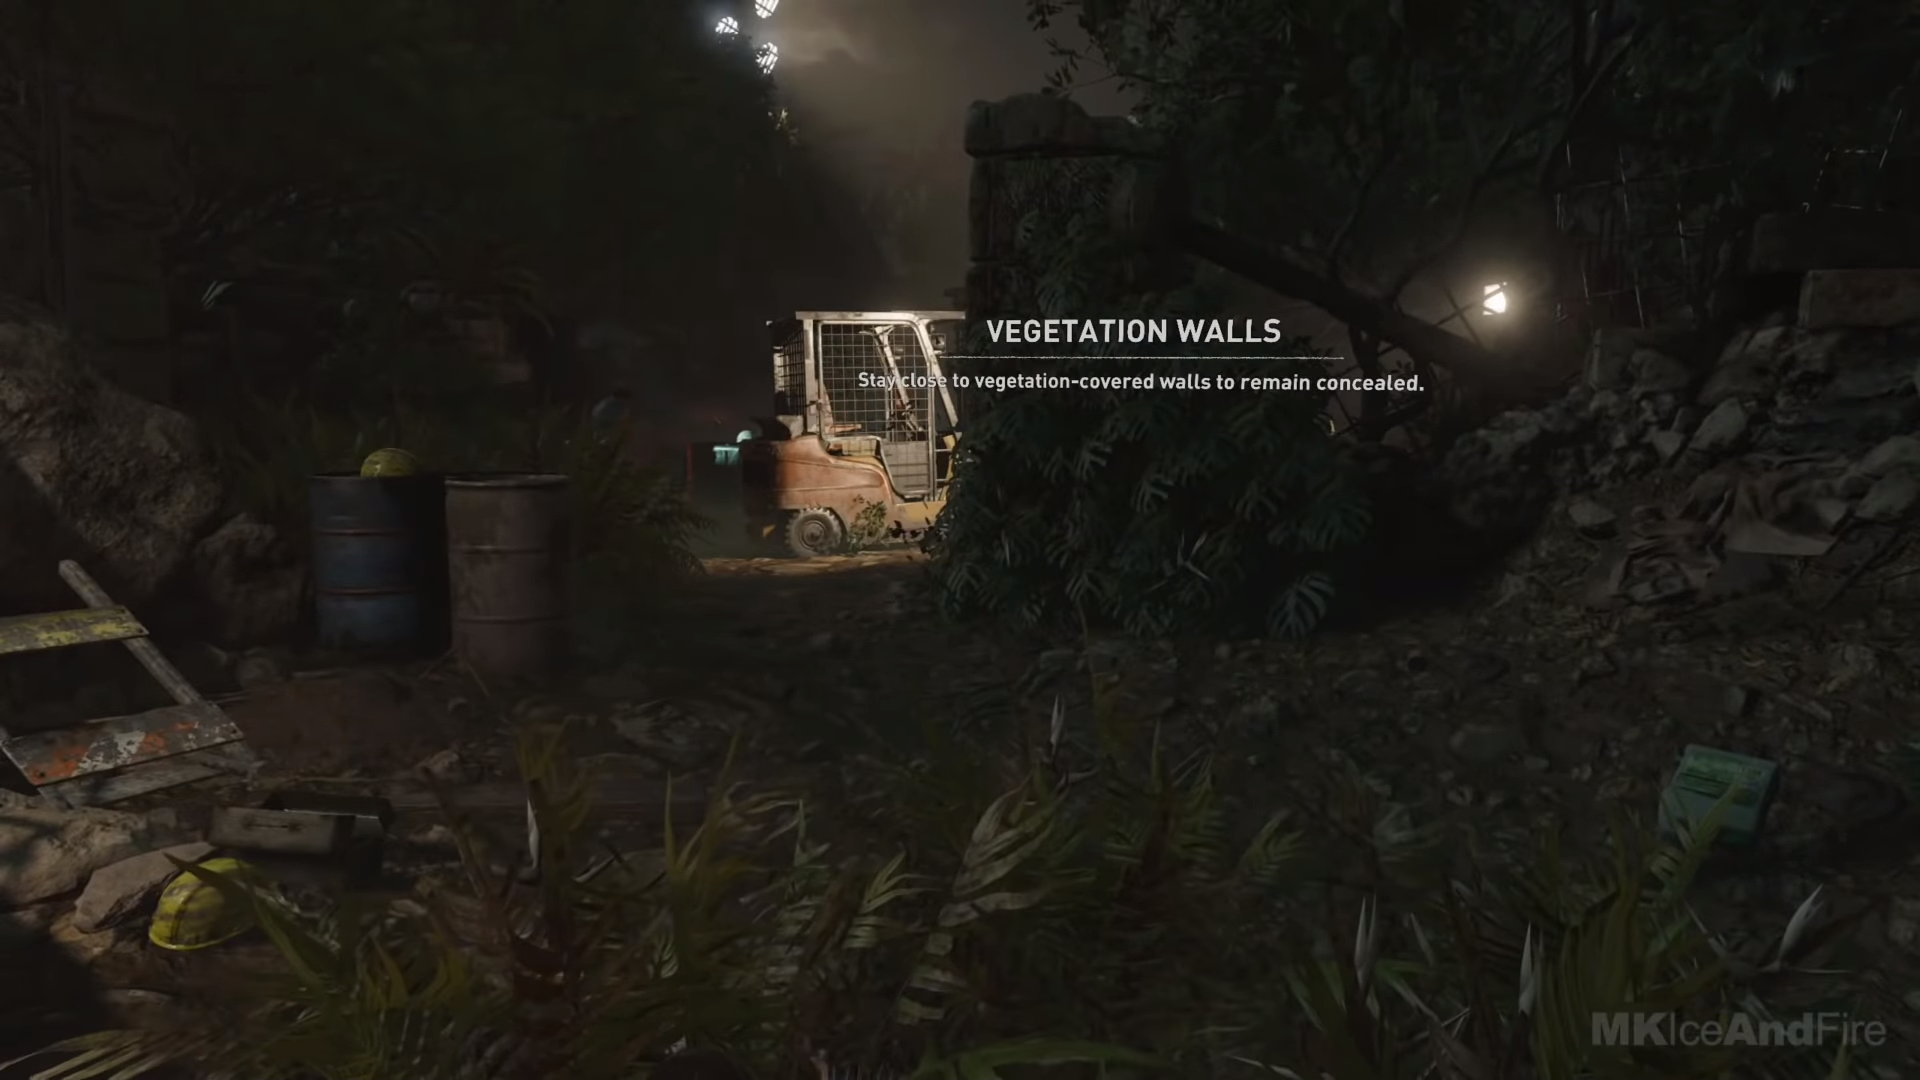 VEGETATION WALLS
Stay close to vegetation-covered walls to remain concealed.
MKIceAndFire